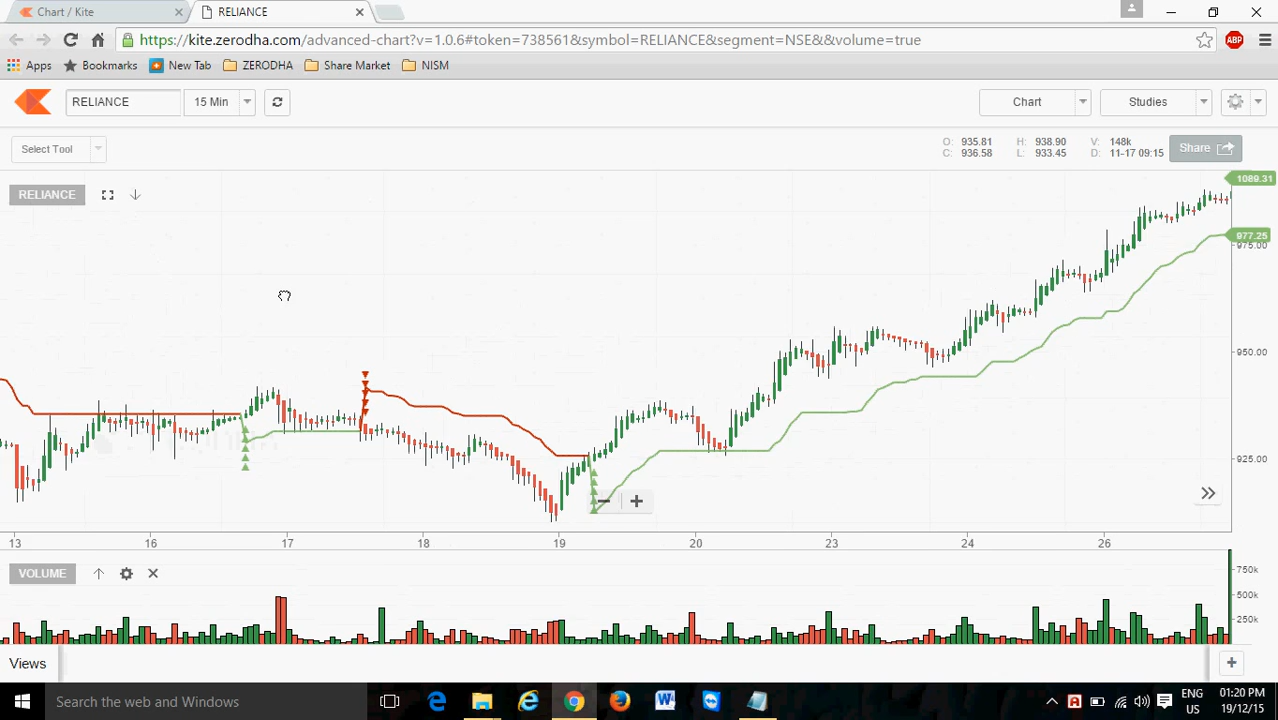 Chart / Kite
RELIANCE
https://kite.zerodha.com/advanced-chart?v=1.0.6#token=738561&symbol=RELIANCE&segment=NSE&&volume=true
ABP
Apps
Bookmarks
New Tab
ZERODHA
Share Market
NISM
RELIANCE
15 Min
Chart
Studies
Select Tool
O: 935.81 H: 938.90 V: 148k
C: 936.58 L: 933.45 D: 11-17 09:15
Share
RELIANCE
1089.31
977.25
975.00
950.00
925.00
13 16 17 18 19 20 23 24 26
VOLUME
750k
500k
250k
Views
Search the web and Windows
ENG
US
01:20 PM
19/12/15